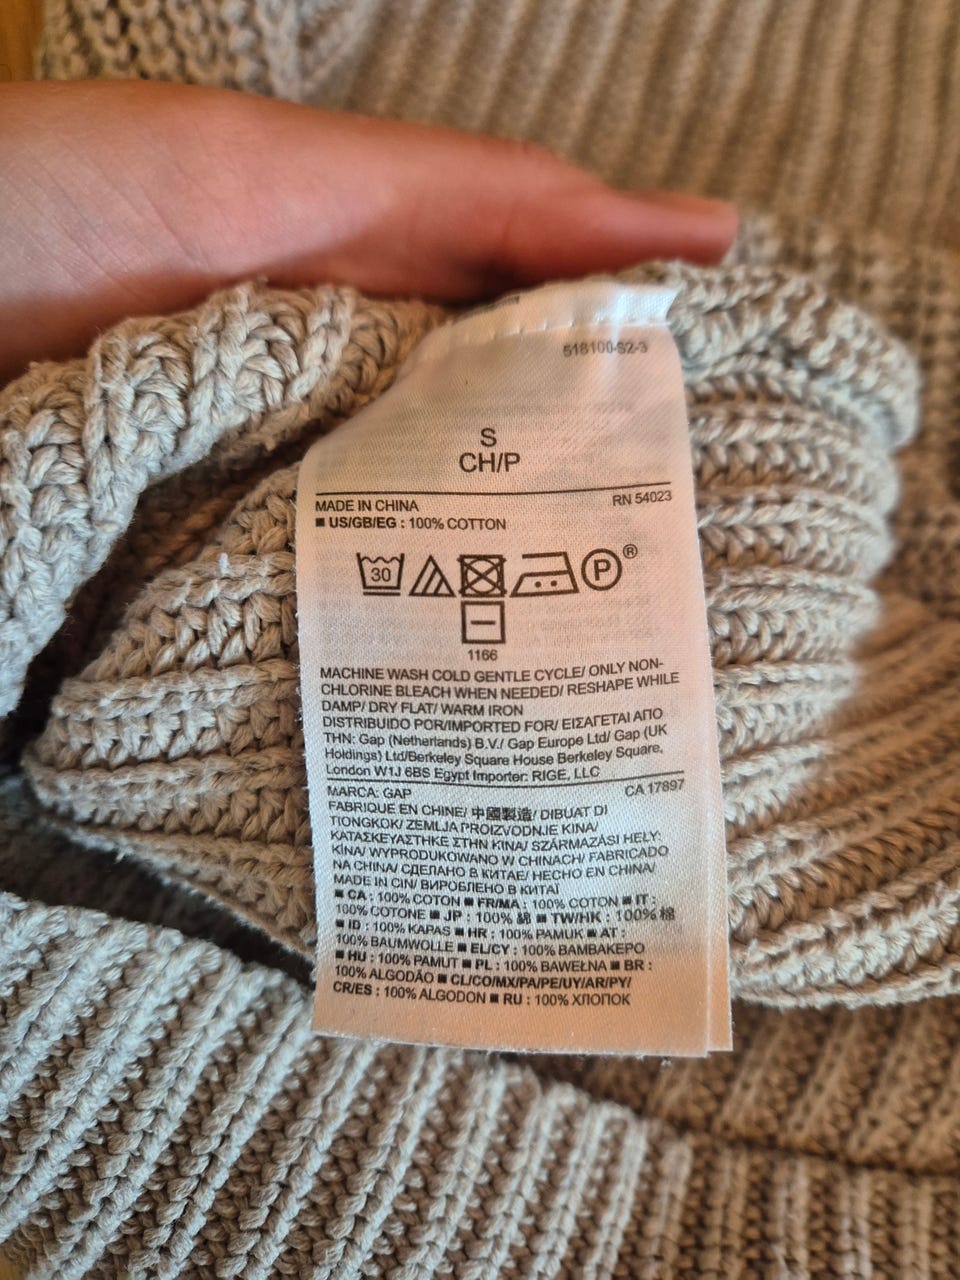 518100-S2-3
S
CH/P
MADE IN CHINA RN 54023
■ US/GB/EG : 100% COTTON
30 P ®
1166
MACHINE WASH COLD GENTLE CYCLE/ ONLY NON-
CHLORINE BLEACH WHEN NEEDED/ RESHAPE WHILE
DAMP/ DRY FLAT/ WARM IRON
DISTRIBUIDO POR/IMPORTED FOR/ ΕΙΣΑΓΕΤΑΙ ΑΠΟ
ΤΗΝ: Gap (Netherlands) B.V./ Gap Europe Ltd/ Gap (UK
Holdings) Ltd/Berkeley Square House Berkeley Square,
London W1J 6BS Egypt Importer: RIGE, LLC
MARCA: GAP CA 17897
FABRIQUE EN CHINE/ 中國製造/ DIBUAT DI
TIONGKOK/ ZEMLJA PROIZVODNJE KINA/
ΚΑΤΑΣΚΕΥΑΣΤΗΚΕ ΣΤΗΝ ΚΙΝΑ/ SZÁRMAZÁSI HELY:
KÍNA/ WYPRODUKOWANO W CHINACH/ FABRICADO
NA CHINA/ СДЕЛАНО В КИТАЕ/ HECHO EN CHINA/
MADE IN CIN/ ВИРОБЛЕНО В КИТАЇ
■ CA : 100% COTON ■ FR/MA : 100% COTON ■ IT :
100% COTONE ■ JP : 100% 綿 ■ TW/HK : 100% 棉
■ ID : 100% KAPAS ■ HR : 100% PAMUK ■ AT :
100% BAUMWOLLE ■ EL/CY : 100% ΒΑΜΒΑΚΕΡΟ
■ HU : 100% PAMUT ■ PL : 100% BAWEŁNA ■ BR :
100% ALGODÃO ■ CL/CO/MX/PA/PE/UY/AR/PY/
CR/ES : 100% ALGODON ■ RU : 100% ХЛОПОК